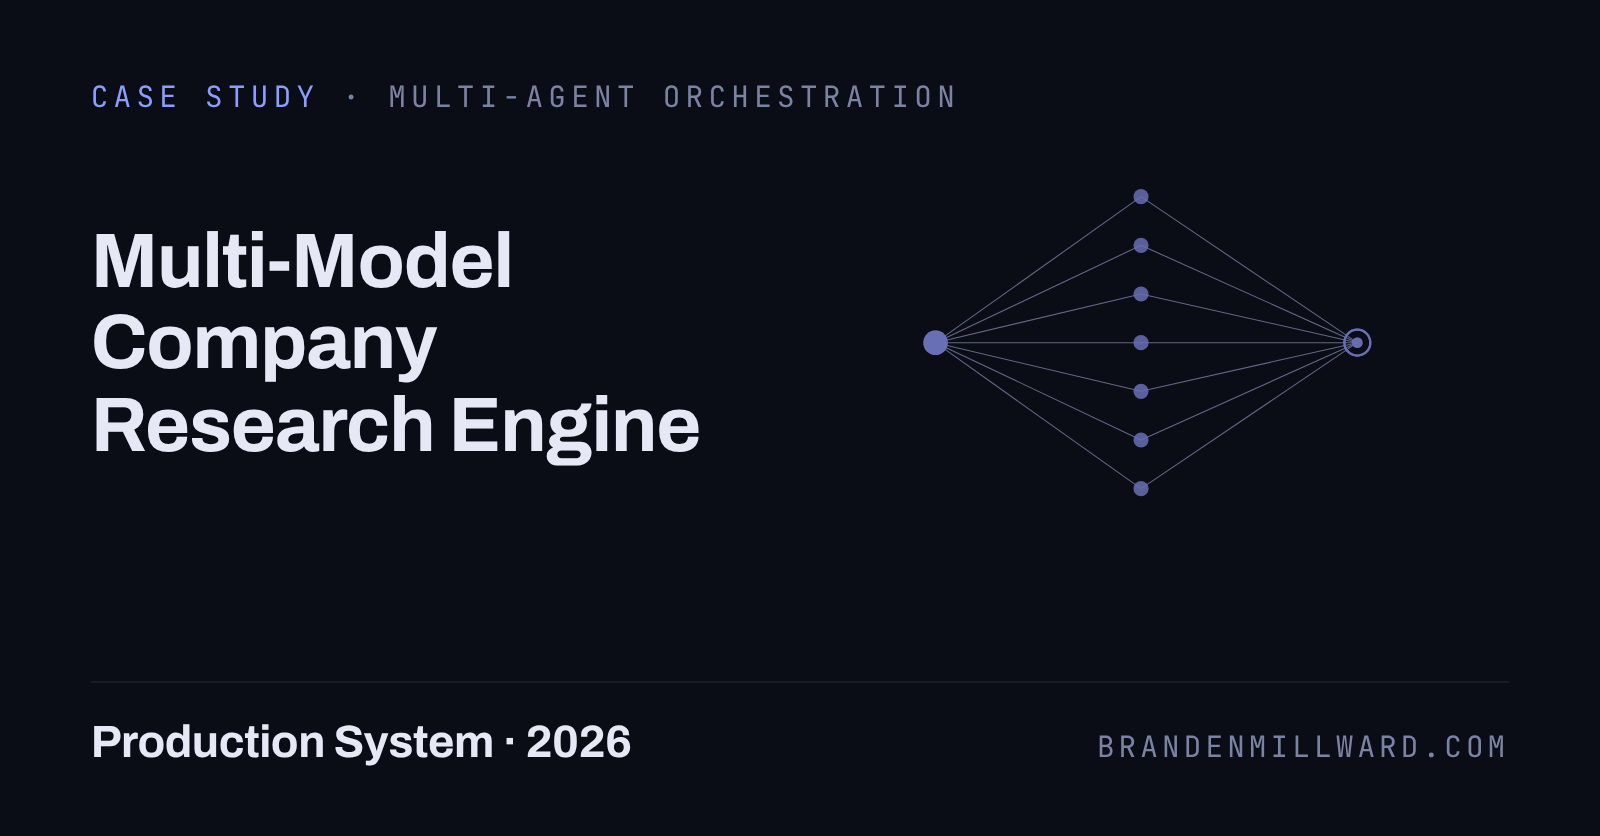 CASE STUDY · MULTI-AGENT ORCHESTRATION
Multi-Model
Company
Research Engine
Production System · 2026
BRANDENMILLWARD.COM